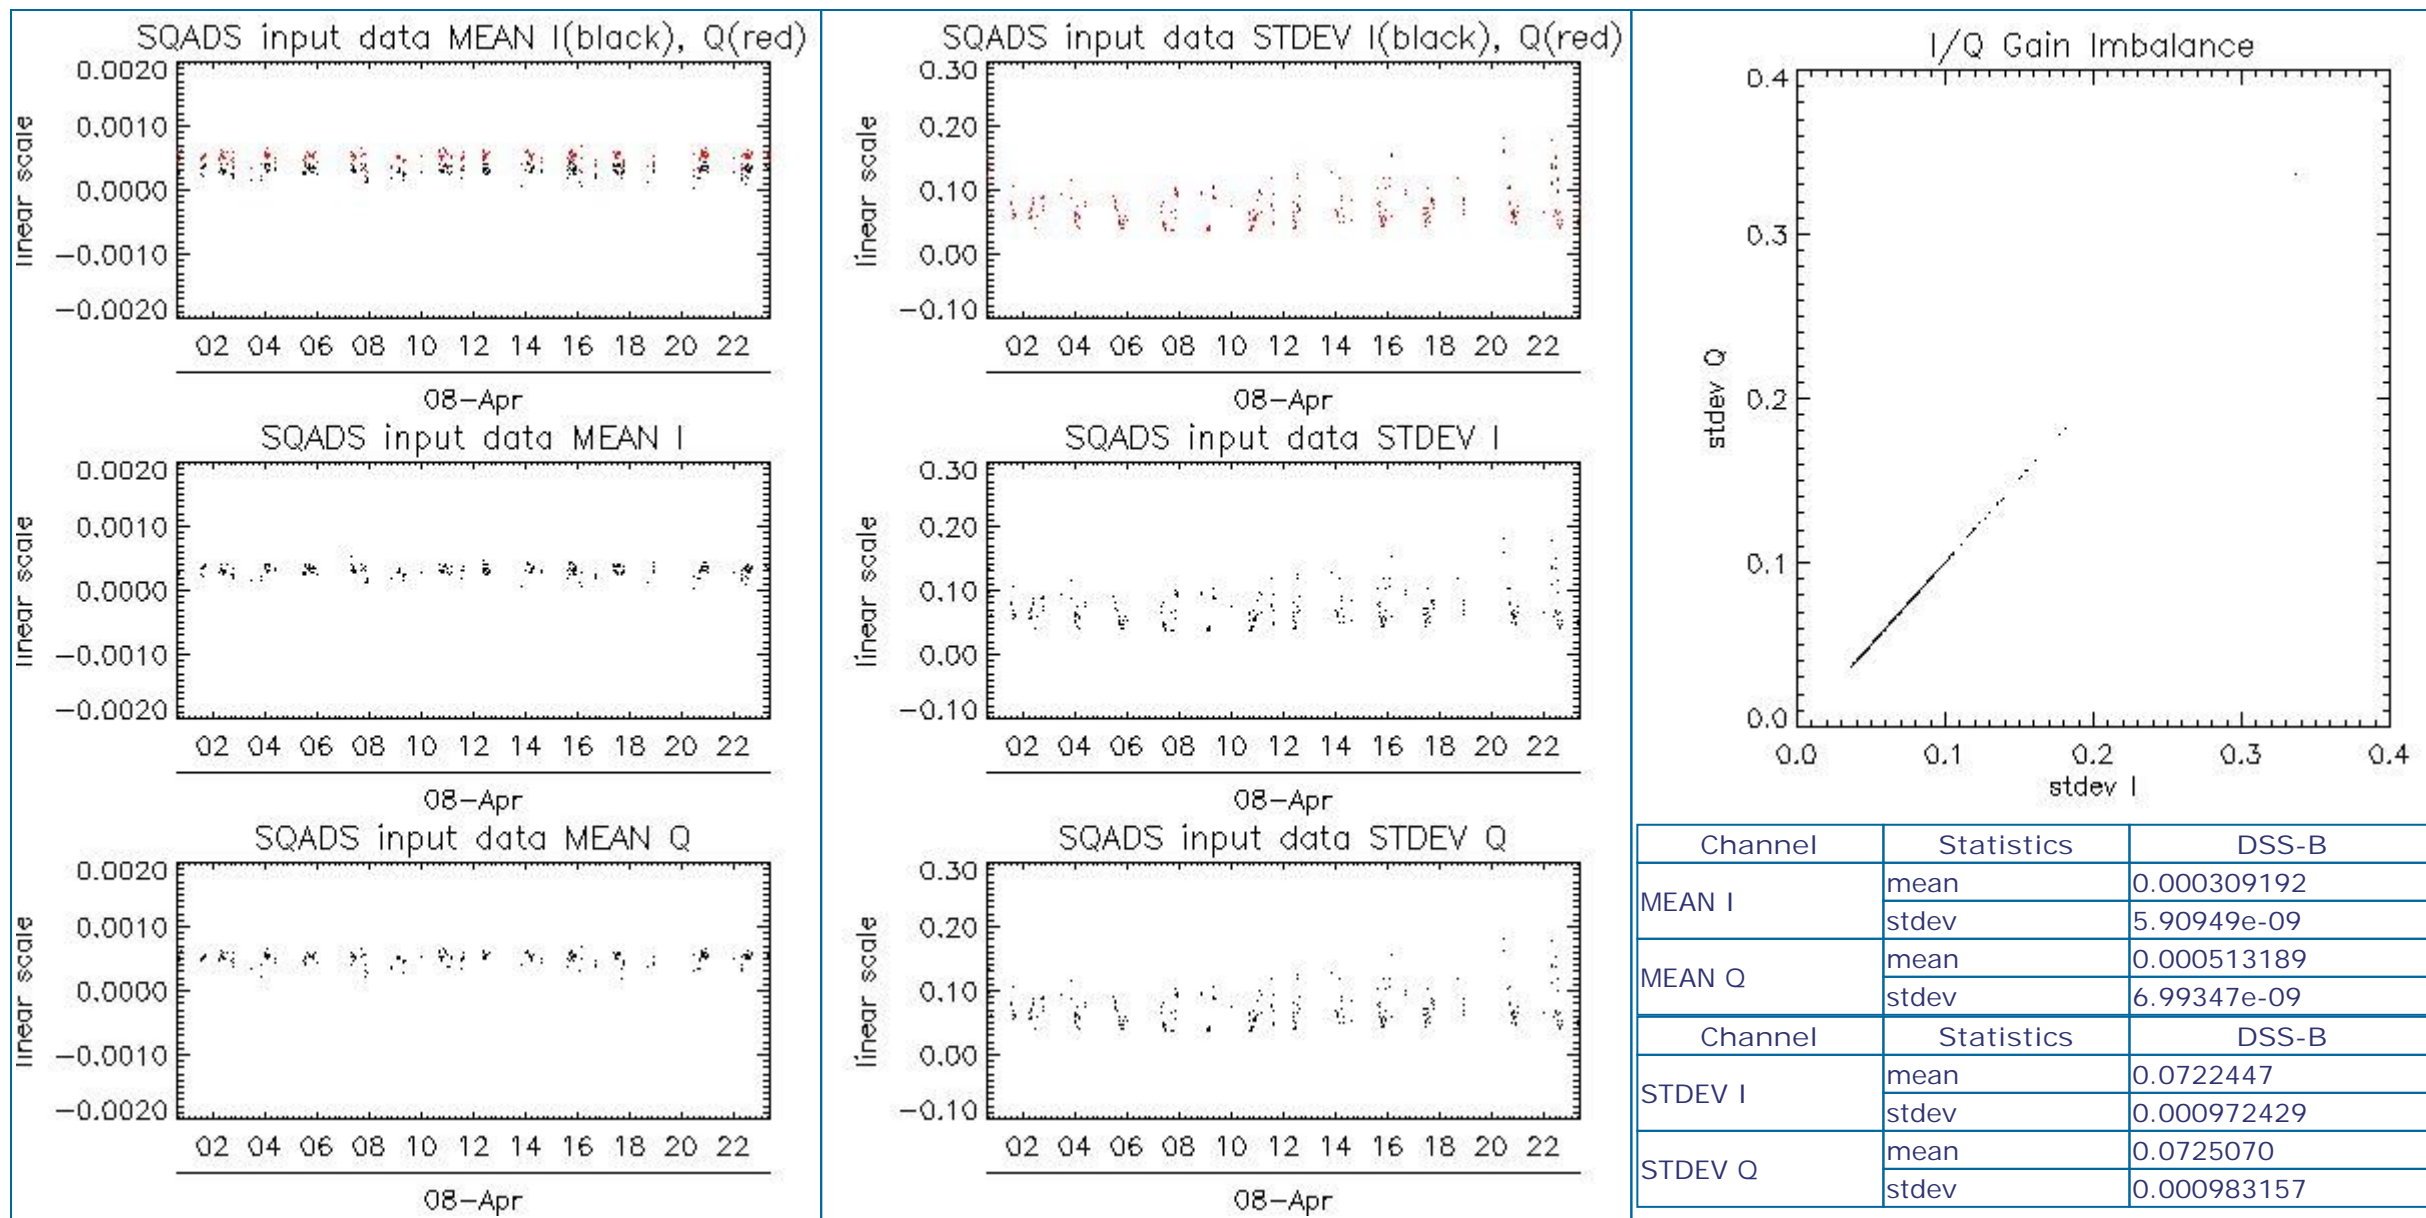 SQADS input data MEAN I(black), Q(red)
0.0020
0.0010
0.0000
-0.0010
-0.0020
linear scale
02 04 06 08 10 12 14 16 18 20 22
08-Apr
SQADS input data MEAN I
0.0020
0.0010
0.0000
-0.0010
-0.0020
linear scale
02 04 06 08 10 12 14 16 18 20 22
08-Apr
SQADS input data MEAN Q
0.0020
0.0010
0.0000
-0.0010
-0.0020
linear scale
02 04 06 08 10 12 14 16 18 20 22
08-Apr
SQADS input data STDEV I(black), Q(red)
0.30
0.20
0.10
0.00
-0.10
linear scale
02 04 06 08 10 12 14 16 18 20 22
08-Apr
SQADS input data STDEV I
0.30
0.20
0.10
0.00
-0.10
linear scale
02 04 06 08 10 12 14 16 18 20 22
08-Apr
SQADS input data STDEV Q
0.30
0.20
0.10
0.00
-0.10
linear scale
02 04 06 08 10 12 14 16 18 20 22
08-Apr
I/Q Gain Imbalance
0.4
0.3
0.2
0.1
0.0
stdev Q
0.0 0.1 0.2 0.3 0.4
stdev I
Channel Statistics DSS-B
MEAN I mean 0.000309192
stdev 5.90949e-09
MEAN Q mean 0.000513189
stdev 6.99347e-09
Channel Statistics DSS-B
STDEV I mean 0.0722447
stdev 0.000972429
STDEV Q mean 0.0725070
stdev 0.000983157